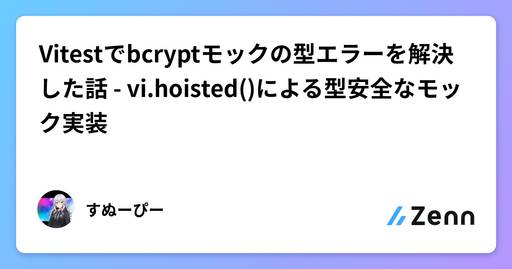 Vitestでbcryptモックの型エラーを解決
した話 - vi.hoisted()による型安全なモッ
ク実装
すぬーぴー
Zenn